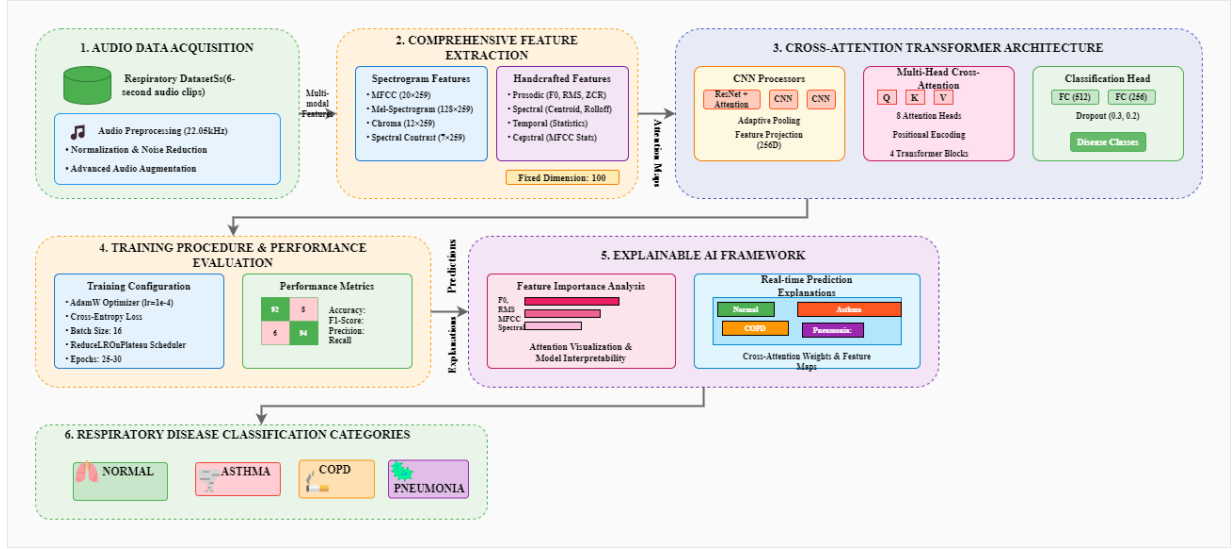 1. AUDIO DATA ACQUISITION
Respiratory DatasetSs(6-
second audio clips)
Audio Preprocessing (22.05kHz)
• Normalization & Noise Reduction
• Advanced Audio Augmentation
Multi-
modal
Features
2. COMPREHENSIVE FEATURE
EXTRACTION
Spectrogram Features
• MFCC (20×259)
• Mel-Spectrogram (128×259)
• Chroma (12×259)
• Spectral Contrast (7×259)
Handcrafted Features
• Prosodic (F0, RMS, ZCR)
• Spectral (Centroid, Rolloff)
• Temporal (Statistics)
• Cepstral (MFCC Stats)
Fixed Dimension: 100
Attention Maps
3. CROSS-ATTENTION TRANSFORMER ARCHITECTURE
CNN Processors
ResNet +
Attention
CNN
CNN
Adaptive Pooling
Feature Projection
(256D)
Multi-Head Cross-
Attention
Q
K
V
8 Attention Heads
Positional Encoding
4 Transformer Blocks
Classification Head
FC (512)
FC (256)
Dropout (0.3, 0.2)
Disease Classes
4. TRAINING PROCEDURE & PERFORMANCE
EVALUATION
Training Configuration
• AdamW Optimizer (lr=1e-4)
• Cross-Entropy Loss
• Batch Size: 16
• ReduceLROnPlateau Scheduler
• Epochs: 25-30
Performance Metrics
92
8
6
94
Accuracy:
F1-Score:
Precision:
Recall
Predictions
Explanations
5. EXPLAINABLE AI FRAMEWORK
Feature Importance Analysis
F0,
RMS
MFCC
Spectral
Attention Visualization &
Model Interpretability
Real-time Prediction
Explanations
Normal
Asthma
COPD
Pneumonia:
Cross-Attention Weights & Feature
Maps
6. RESPIRATORY DISEASE CLASSIFICATION CATEGORIES
NORMAL
ASTHMA
COPD
PNEUMONIA